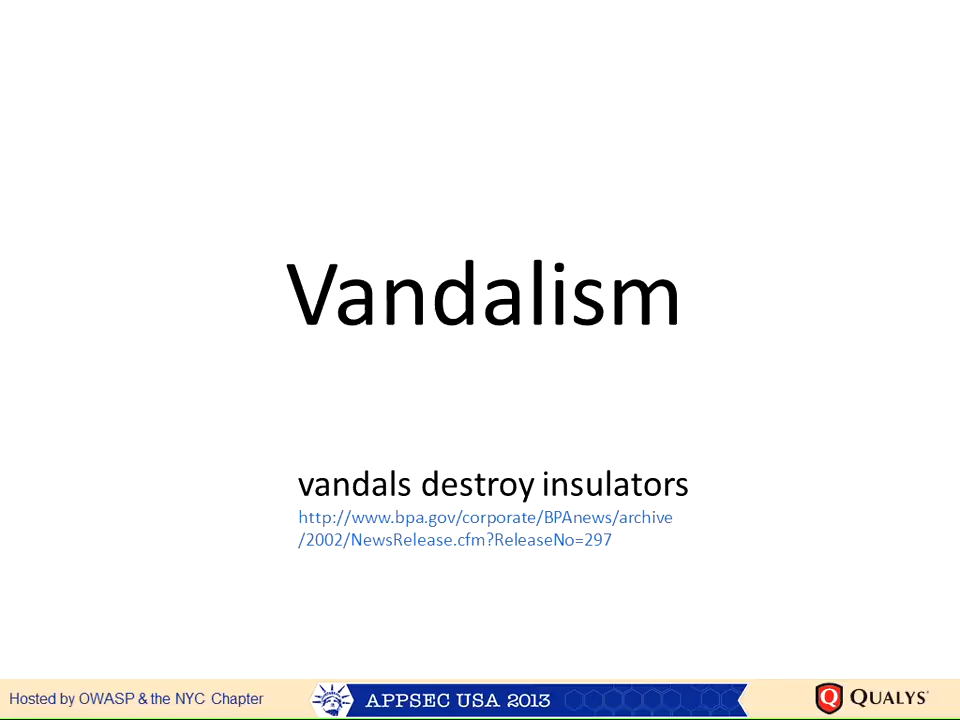 Vandalism
vandals destroy insulators
http://www.bpa.gov/corporate/BPAnews/archive
/2002/NewsRelease.cfm?ReleaseNo=297
Hosted by OWASP & the NYC Chapter
APPSEC USA 2013
Q QUALYS®